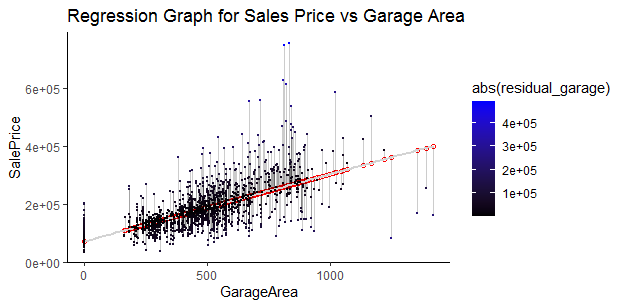 Regression Graph for Sales Price vs Garage Area
SalePrice
6e+05
4e+05
2e+05
0e+00
0
500
1000
GarageArea
abs(residual_garage)
4e+05
3e+05
2e+05
1e+05